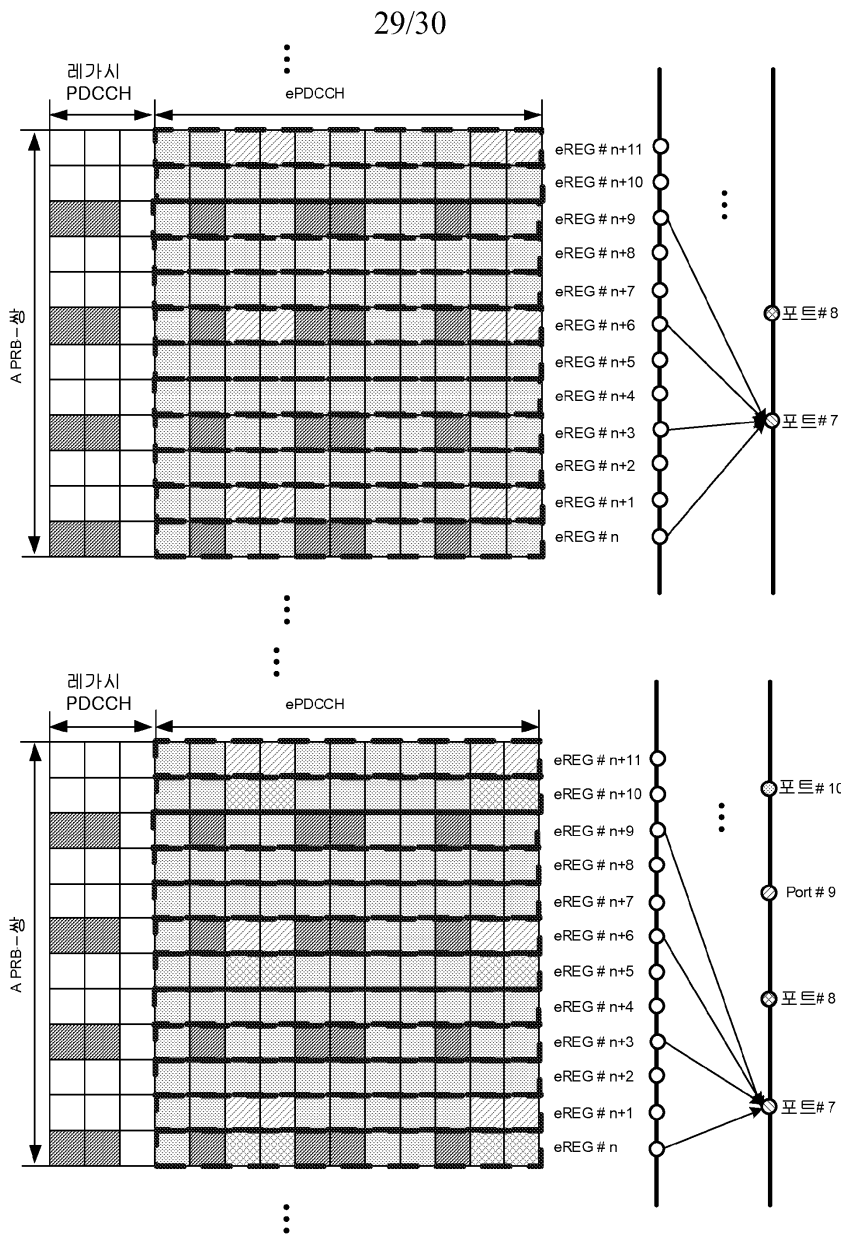 29/30
레가시
PDCCH
ePDCCH
A PRB–쌍
eREG # n+11
eREG # n+10
eREG # n+9
eREG # n+8
eREG # n+7
eREG # n+6
eREG # n+5
eREG # n+4
eREG # n+3
eREG # n+2
eREG # n+1
eREG # n
포트# 8
포트# 7
레가시
PDCCH
ePDCCH
A PRB–쌍
eREG # n+11
eREG # n+10
eREG # n+9
eREG # n+8
eREG # n+7
eREG # n+6
eREG # n+5
eREG # n+4
eREG # n+3
eREG # n+2
eREG # n+1
eREG # n
포트# 10
Port # 9
포트# 8
포트# 7